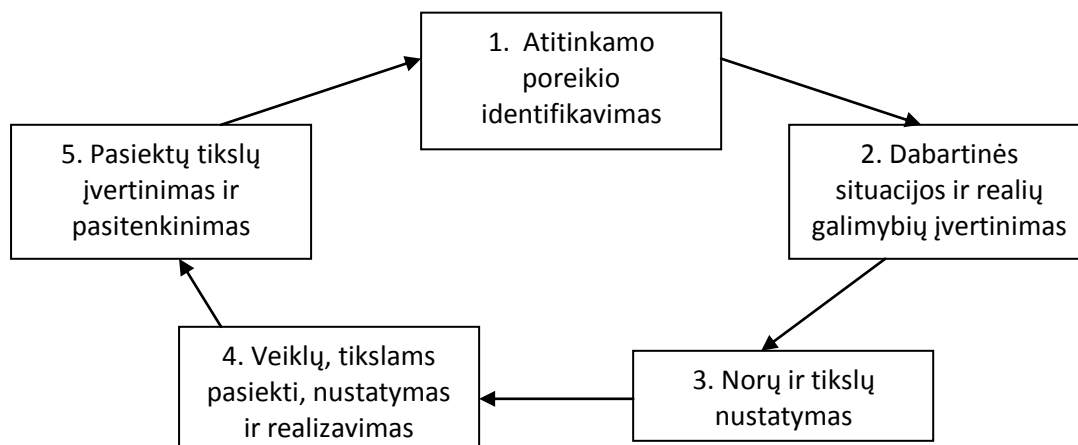 1. Atitinkamo
poreikio
identifikavimas
2. Dabartinės
situacijos ir realių
galimybių įvertinimas
3. Norų ir tikslų
nustatymas
4. Veiklų, tikslams
pasiekti, nustatymas
ir realizavimas
5. Pasiektų tikslų
įvertinimas ir
pasitenkinimas